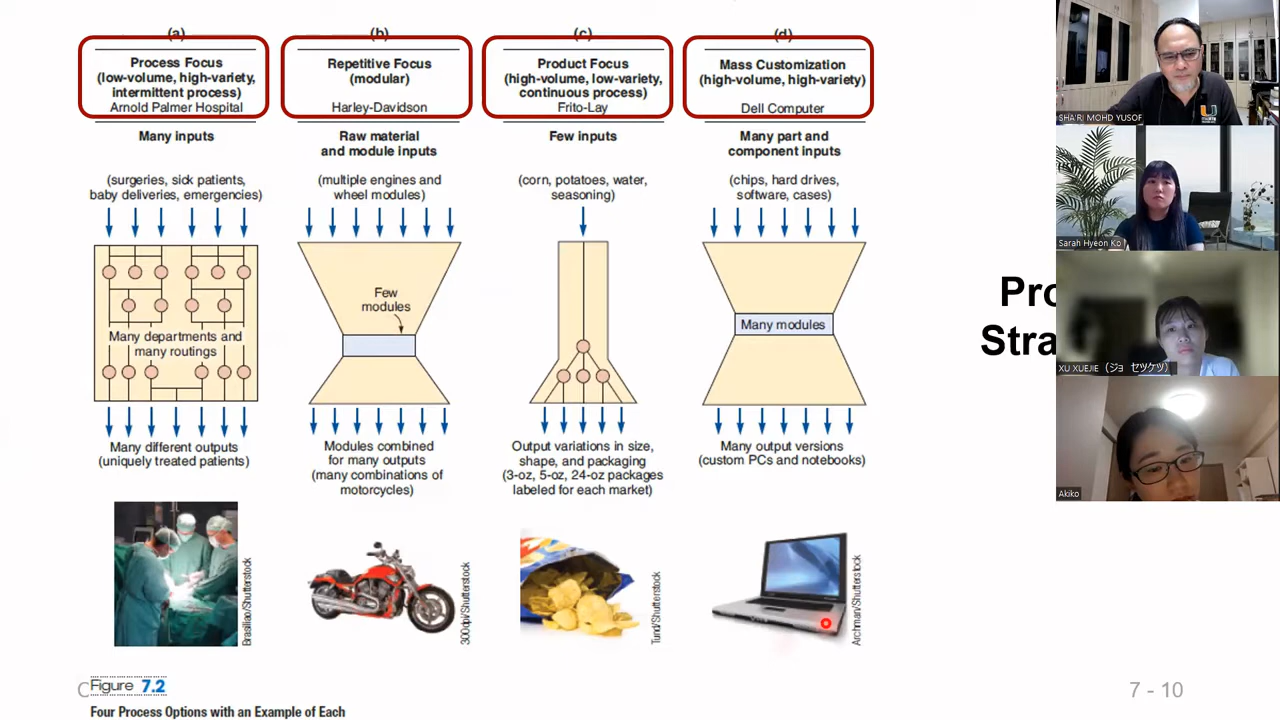 (a)
Process Focus
(low-volume, high-variety,
intermittent process)
Arnold Palmer Hospital
Many inputs
(surgeries, sick patients,
baby deliveries, emergencies)
Many departments and
many routings
Many different outputs
(uniquely treated patients)
Brasiliao/Shutterstock
(b)
Repetitive Focus
(modular)
Harley-Davidson
Raw material
and module inputs
(multiple engines and
wheel modules)
Few
modules
Modules combined
for many outputs
(many combinations of
motorcycles)
300dpi/Shutterstock
(c)
Product Focus
(high-volume, low-variety,
continuous process)
Frito-Lay
Few inputs
(corn, potatoes, water,
seasoning)
Output variations in size,
shape, and packaging
(3-oz, 5-oz, 24-oz packages
labeled for each market)
Tund/Shutterstock
(d)
Mass Customization
(high-volume, high-variety)
Dell Computer
Many part and
component inputs
(chips, hard drives,
software, cases)
Many modules
Many output versions
(custom PCs and notebooks)
Archman/Shutterstock
Pro
Stra
SHA'RI MOHD YUSOF
Sarah Hyeon Ko
XU XUEJIE (ジョ セツケツ)
Akiko
C
Figure 7.2
Four Process Options with an Example of Each
7 - 10